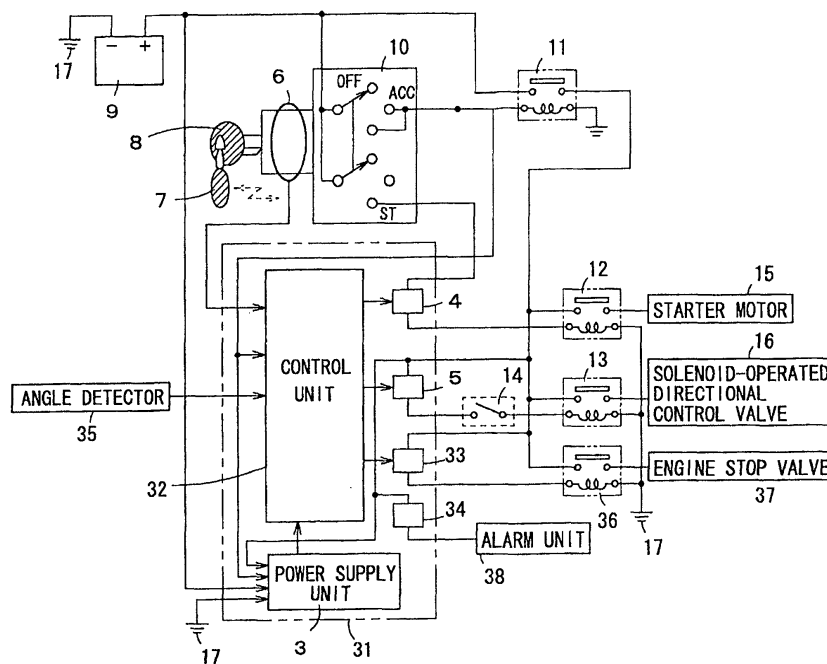 - +
17
9
6
10
11
OFF
ACC
8
7
ST
12
15
STARTER MOTOR
4
CONTROL
UNIT
16
13
SOLENOID-OPERATED
DIRECTIONAL
CONTROL VALVE
5
14
ANGLE DETECTOR
35
33
ENGINE STOP VALVE
32
36
37
34
17
ALARM UNIT
38
POWER SUPPLY
UNIT
3
31
17